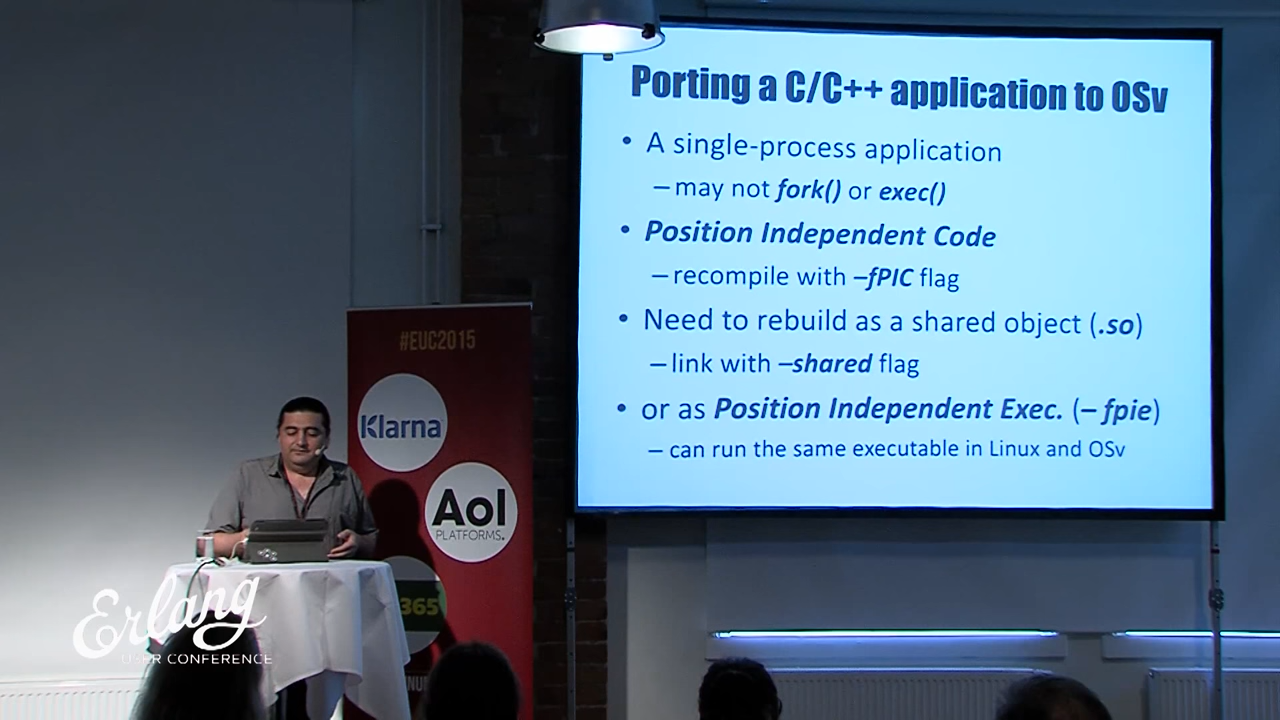 Porting a C/C++ application to OSv
• A single-process application
– may not fork() or exec()
• Position Independent Code
– recompile with –fPIC flag
• Need to rebuild as a shared object (.so)
– link with –shared flag
• or as Position Independent Exec. (– fpie)
– can run the same executable in Linux and OSv
#EUC2015
Klarna
Aol
PLATFORMS.
365
Erlang
USER CONFERENCE